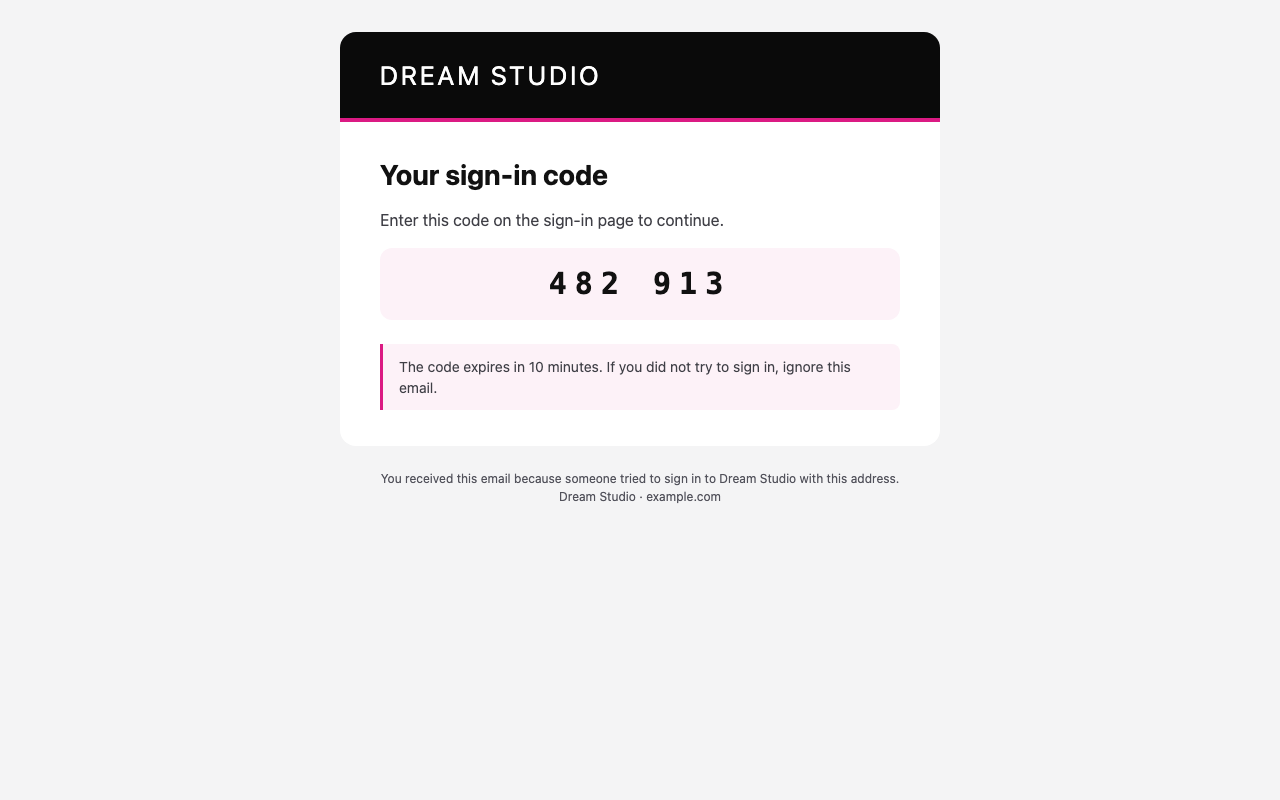 DREAM STUDIO
Your sign-in code
Enter this code on the sign-in page to continue.
482 913
The code expires in 10 minutes. If you did not try to sign in, ignore this
email.
You received this email because someone tried to sign in to Dream Studio with this address.
Dream Studio · example.com